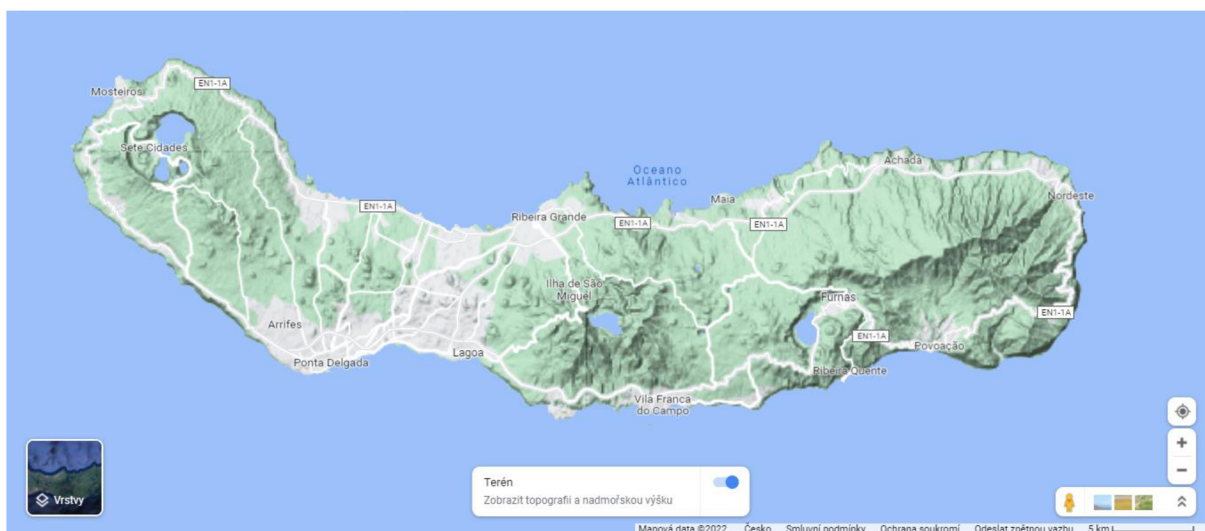 EN1-1A
Mosteiros
Sete Cidades
Oceano
Atlântico
Achada
Maia
Nordeste
EN1-1A
Ribeira Grande
EN1-1A
EN1-1A
Ilha de São
Miguel
Furnas
EN1-1A
Arrifes
EN1-1A
Povoação
Lagoa
Ponta Delgada
Ribeira Quente
Vila Franca
do Campo
Vrstvy
Terén
Zobrazit topografii a nadmořskou výšku
Mapová data ©2022 Česko Smluvní podmínky Ochrana soukromí Odeslat zpětnou vazbu 5 km